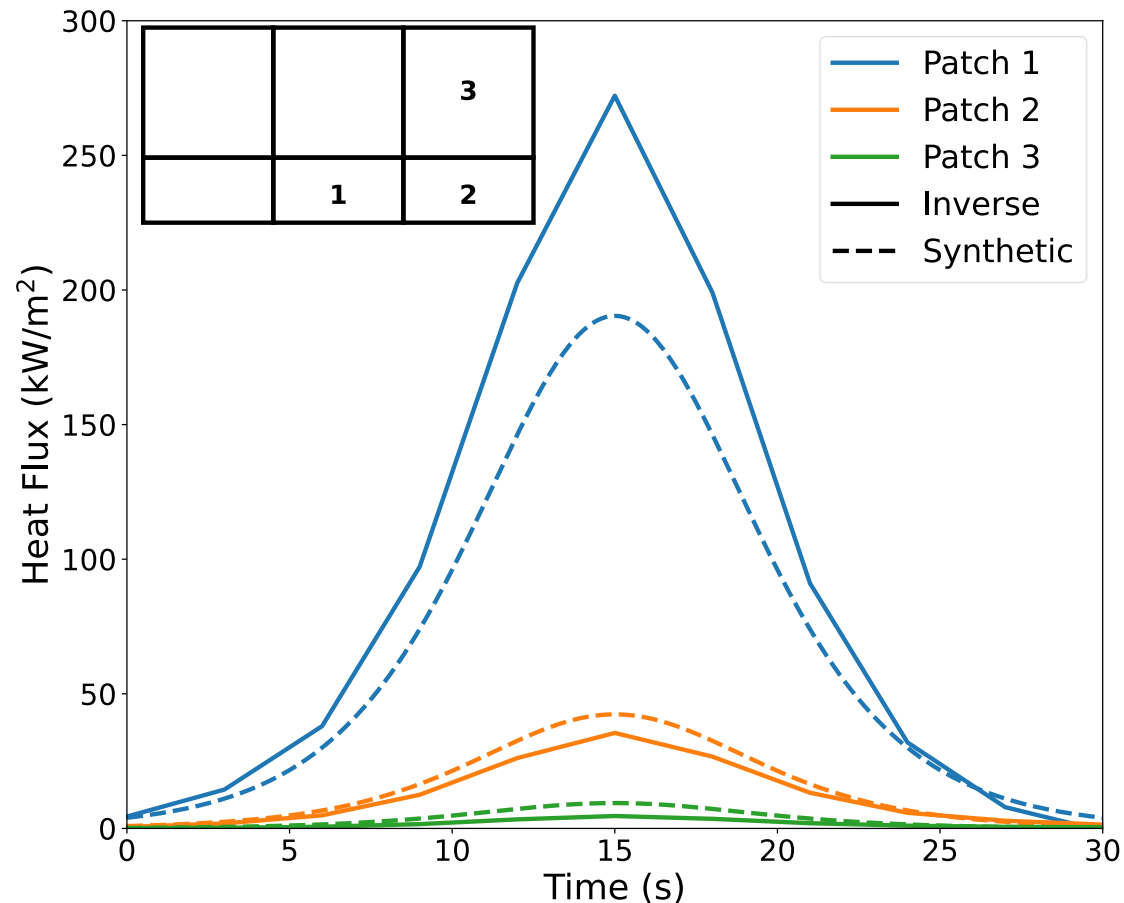 300
250
200
150
100
50
0
Heat Flux (kW/m²)
3
1 2
Patch 1
Patch 2
Patch 3
Inverse
Synthetic
0 5 10 15 20 25 30
Time (s)